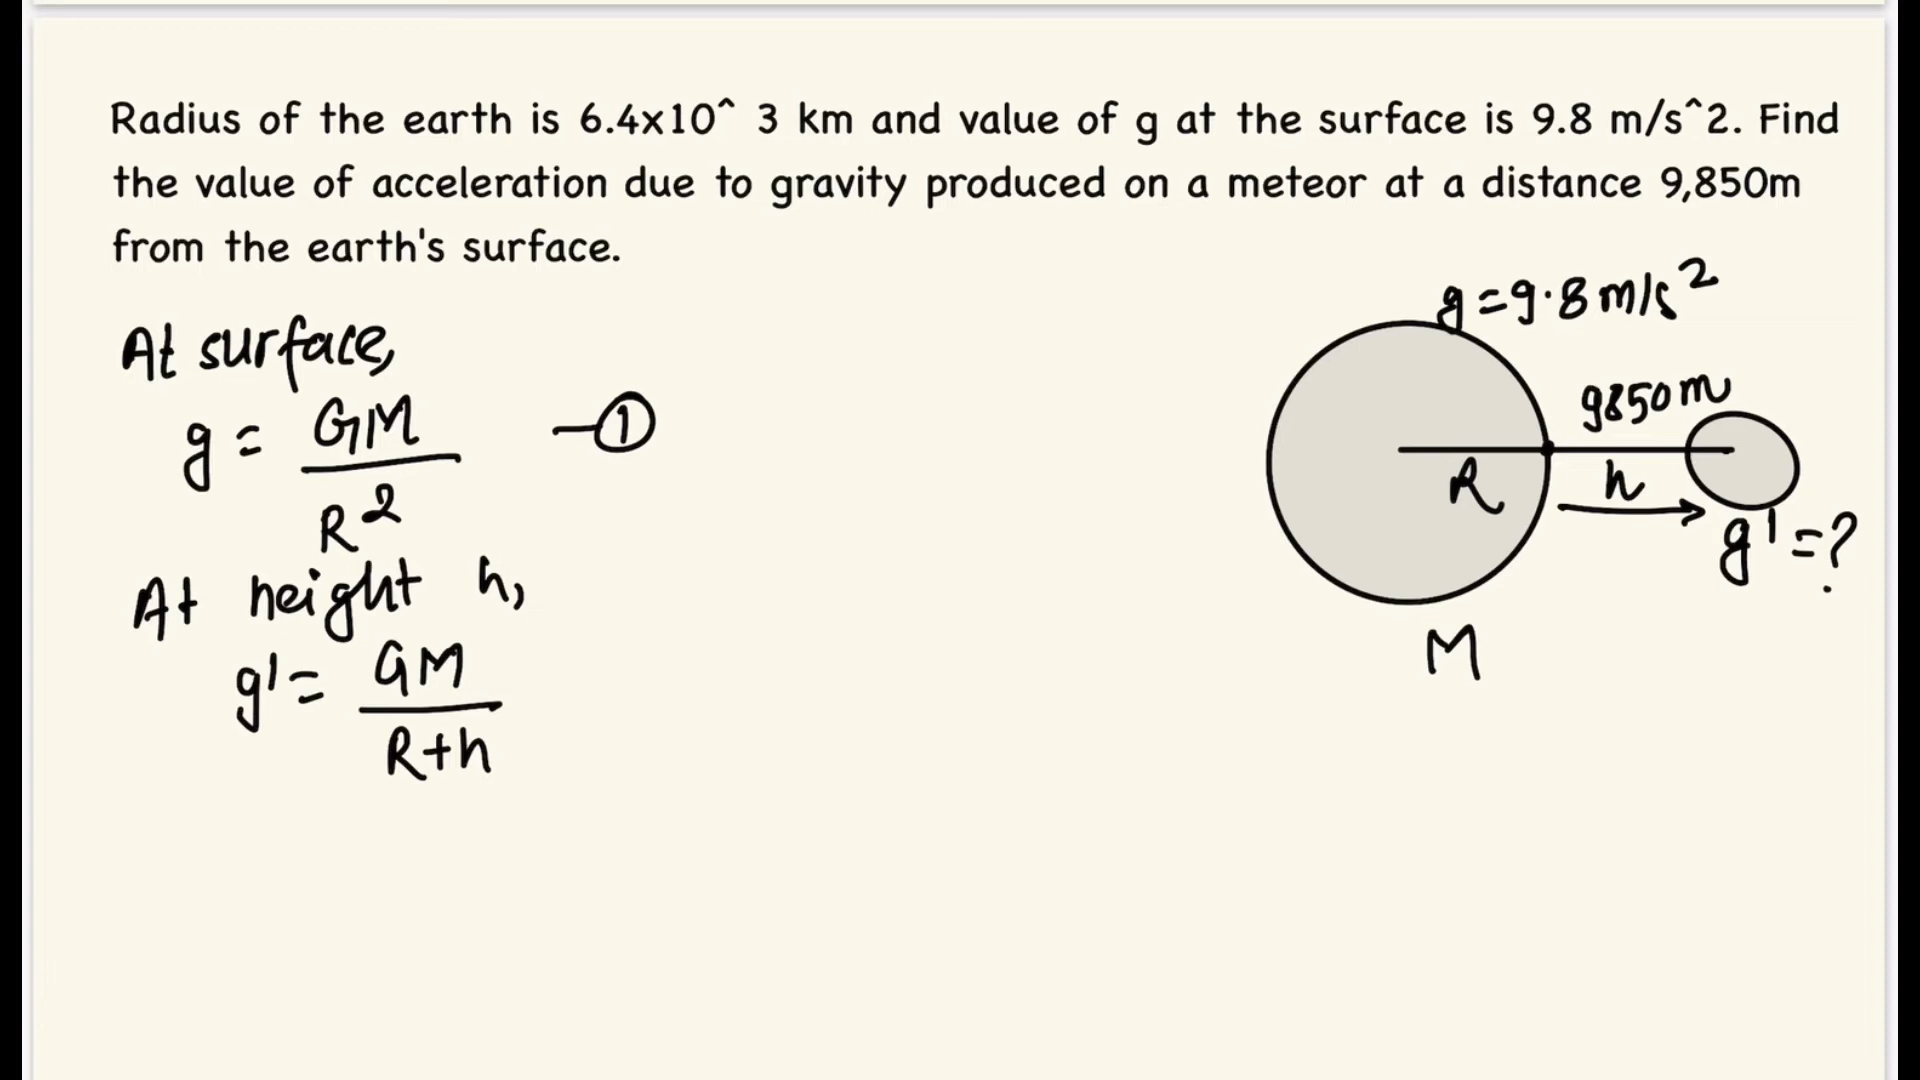 Radius of the earth is 6.4x10^ 3 km and value of g at the surface is 9.8 m/s^2. Find
the value of acceleration due to gravity produced on a meteor at a distance 9,850m
from the earth's surface.
At surface,
g = GM — ①
R²
At height h,
g' = GM
R+h
g = 9.8 m/s²
9850 m
R
h
g' = ?
M